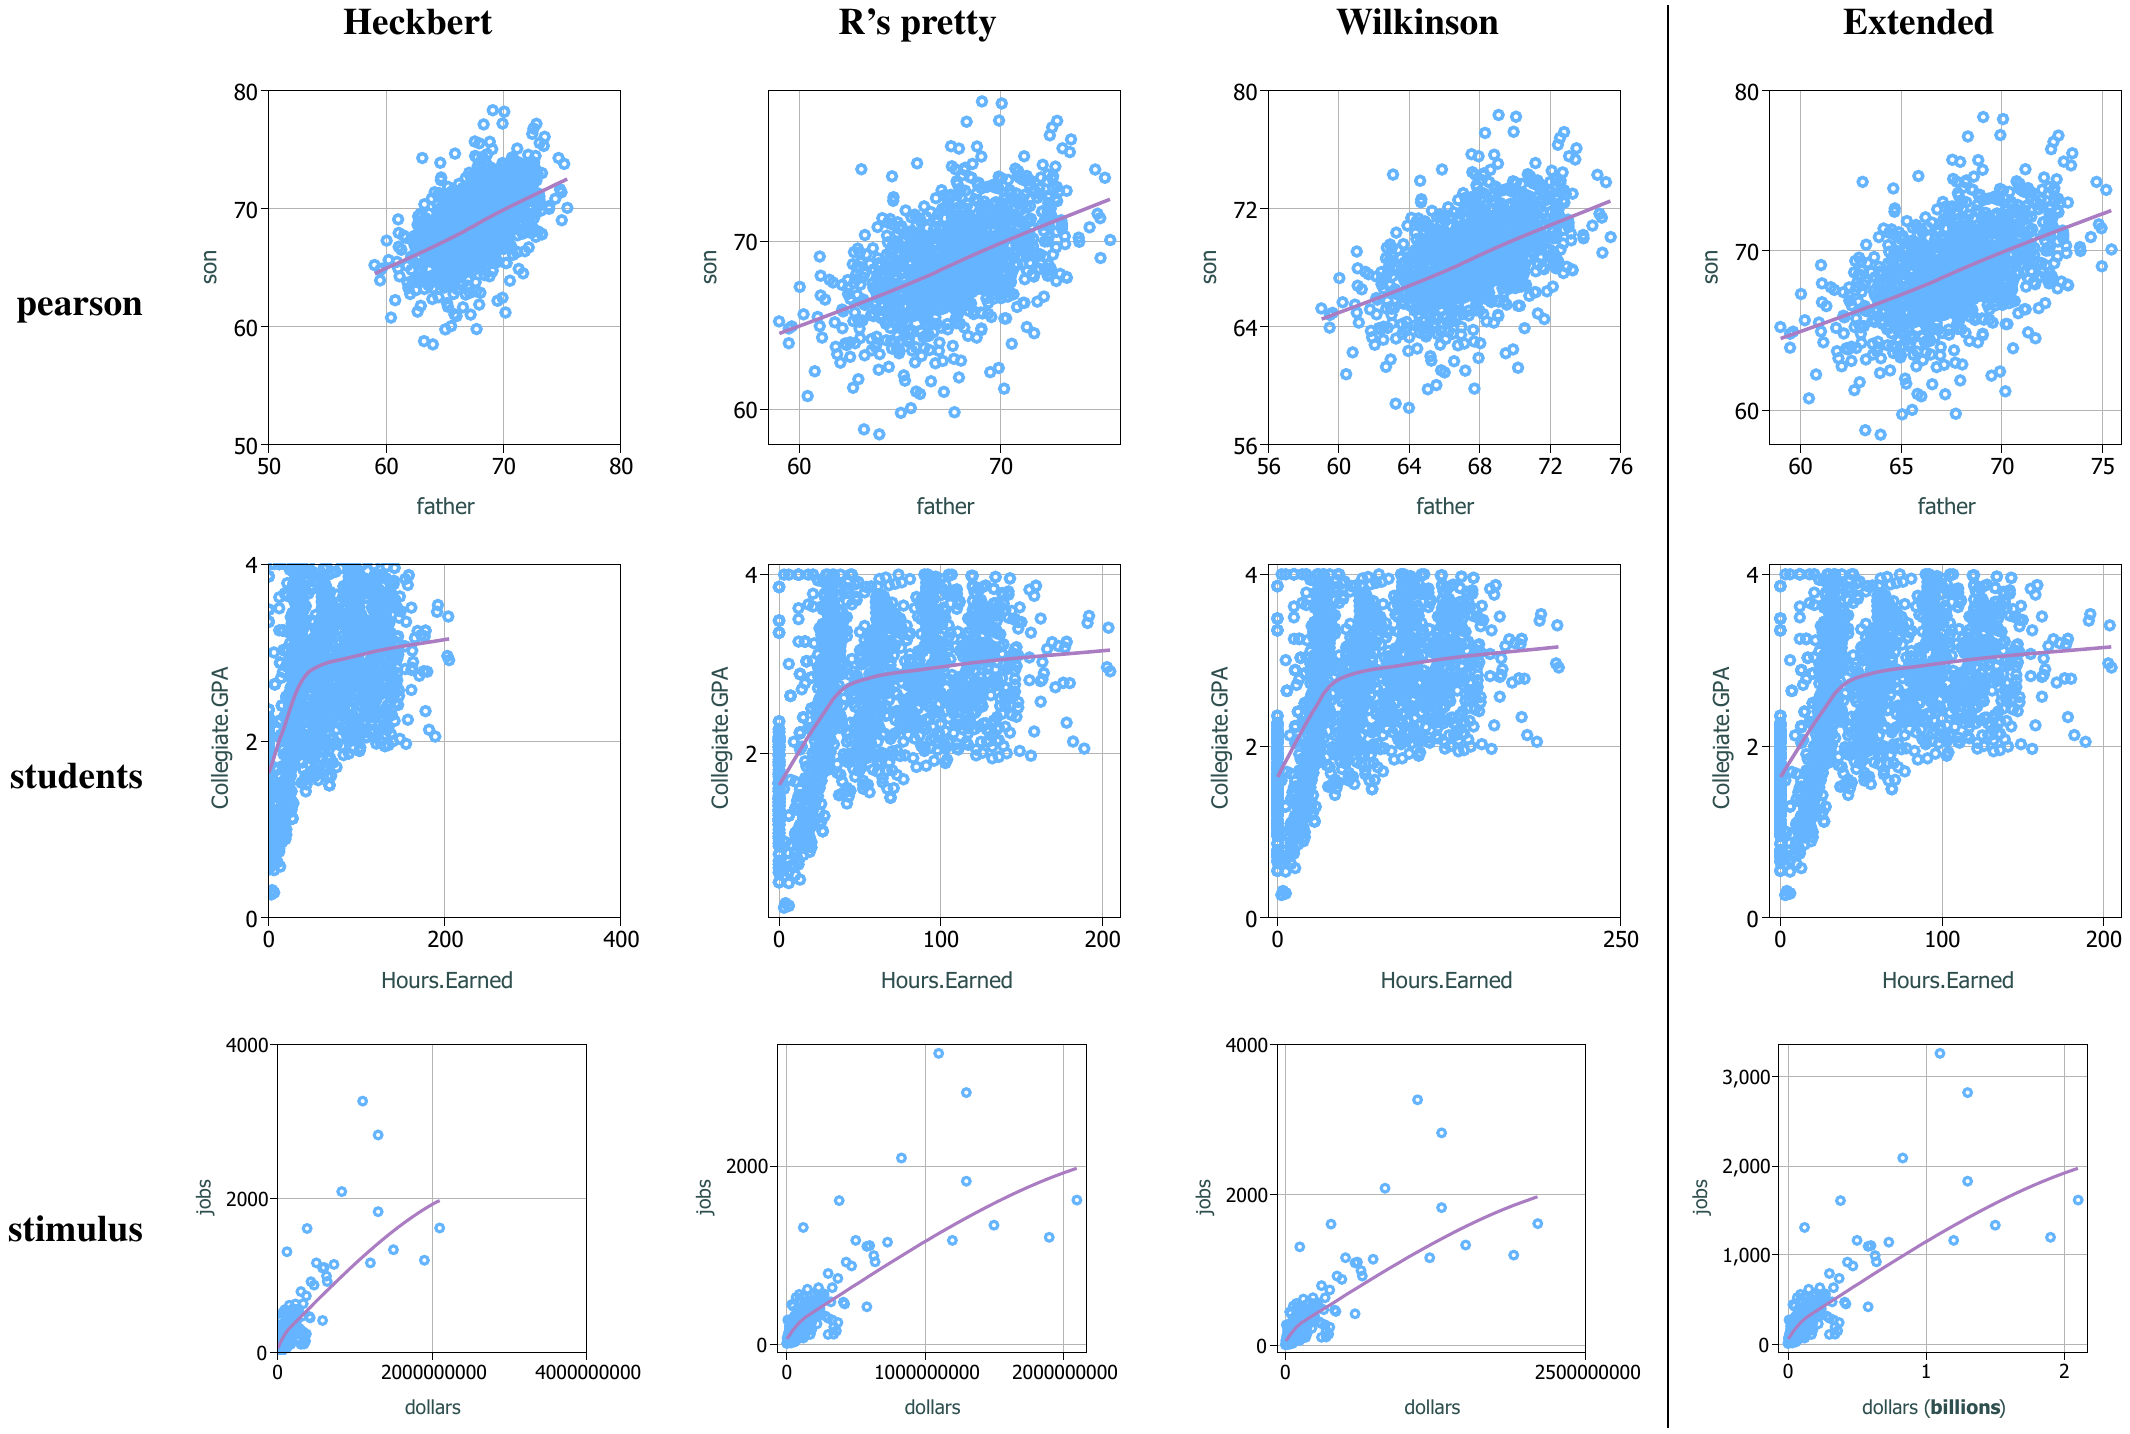 Heckbert R's pretty Wilkinson Extended
pearson
80
70
60
50
50 60 70 80
son
father
70
60
60 70
son
father
80
72
64
56
56 60 64 68 72 76
son
father
80
70
60
60 65 70 75
son
father
students
4
2
0
0 200 400
Collegiate.GPA
Hours.Earned
4
2
0 100 200
Collegiate.GPA
Hours.Earned
4
2
0
0 250
Collegiate.GPA
Hours.Earned
4
2
0
0 100 200
Collegiate.GPA
Hours.Earned
stimulus
4000
2000
0
0 2000000000 4000000000
jobs
dollars
2000
0
0 1000000000 2000000000
jobs
dollars
4000
2000
0
0 2500000000
jobs
dollars
3,000
2,000
1,000
0
0 1 2
jobs
dollars (billions)